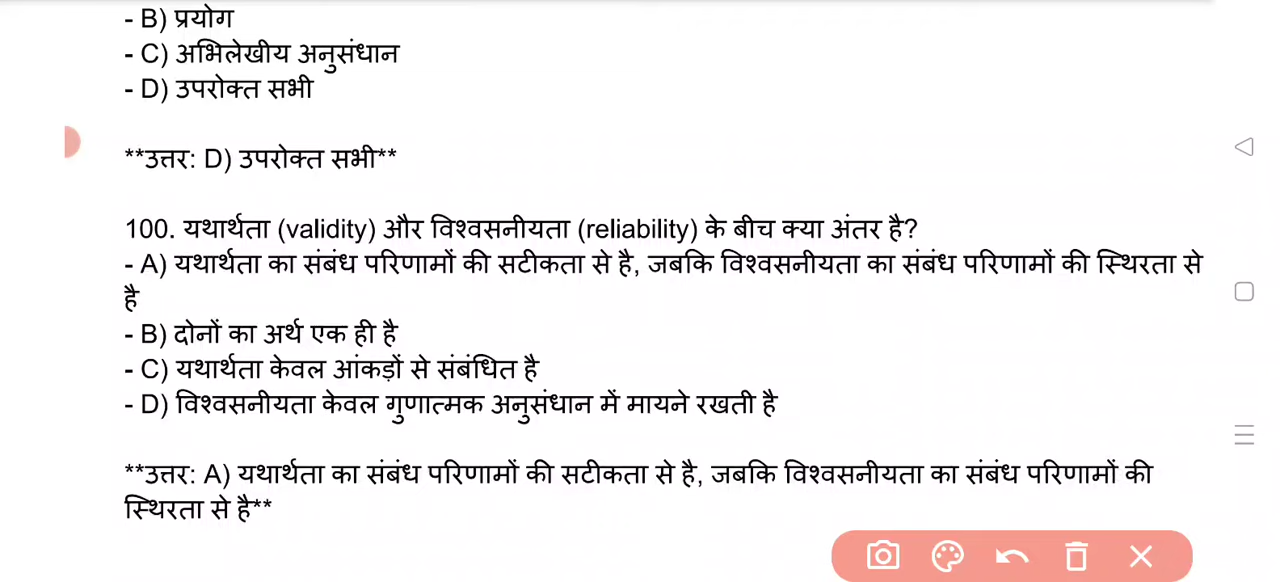 - B) प्रयोग
- C) अभिलेखीय अनुसंधान
- D) उपरोक्त सभी
**उत्तर: D) उपरोक्त सभी**
100. यथार्थता (validity) और विश्वसनीयता (reliability) के बीच क्या अंतर है?
- A) यथार्थता का संबंध परिणामों की सटीकता से है, जबकि विश्वसनीयता का संबंध परिणामों की स्थिरता से
है
- B) दोनों का अर्थ एक ही है
- C) यथार्थता केवल आंकड़ों से संबंधित है
- D) विश्वसनीयता केवल गुणात्मक अनुसंधान में मायने रखती है
**उत्तर: A) यथार्थता का संबंध परिणामों की सटीकता से है, जबकि विश्वसनीयता का संबंध परिणामों की
स्थिरता से है**